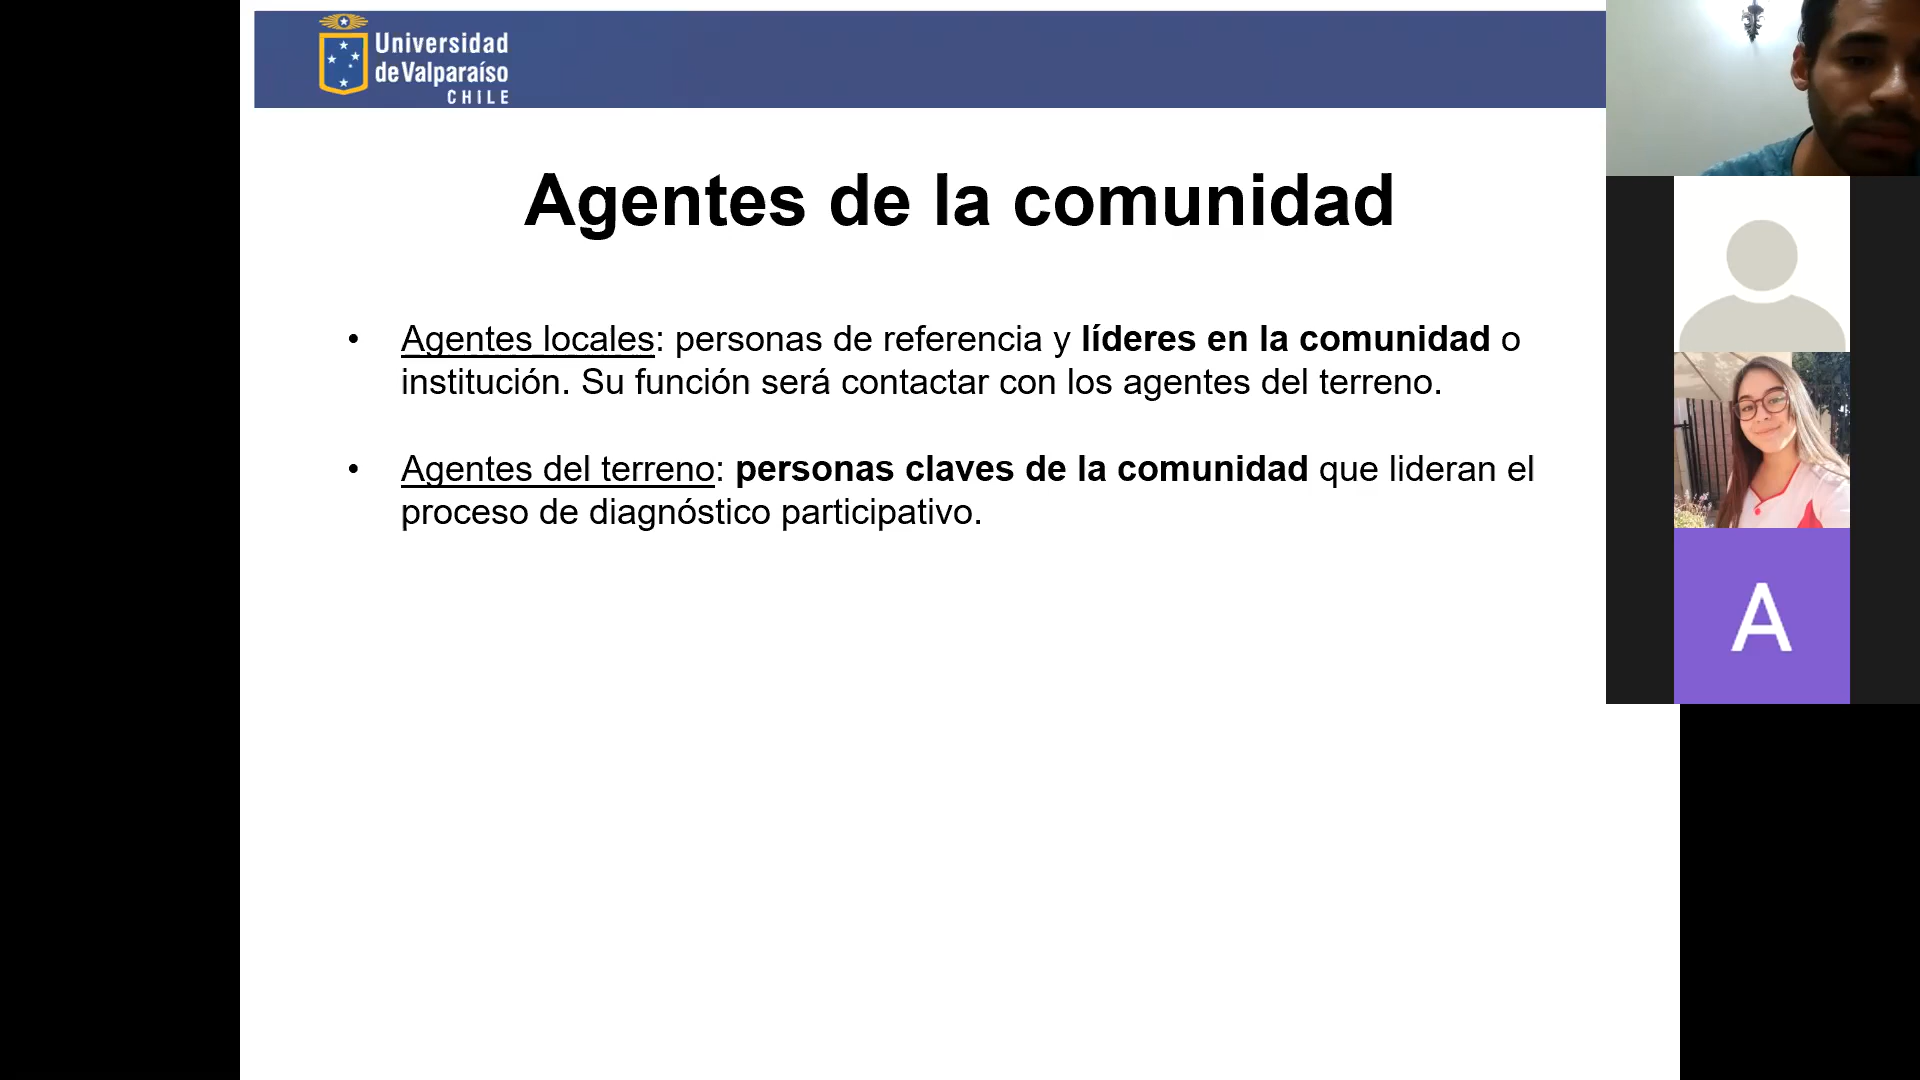 Universidad
de Valparaíso
CHILE
Agentes de la comunidad
• Agentes locales: personas de referencia y líderes en la comunidad o
institución. Su función será contactar con los agentes del terreno.
• Agentes del terreno: personas claves de la comunidad que lideran el
proceso de diagnóstico participativo.
A